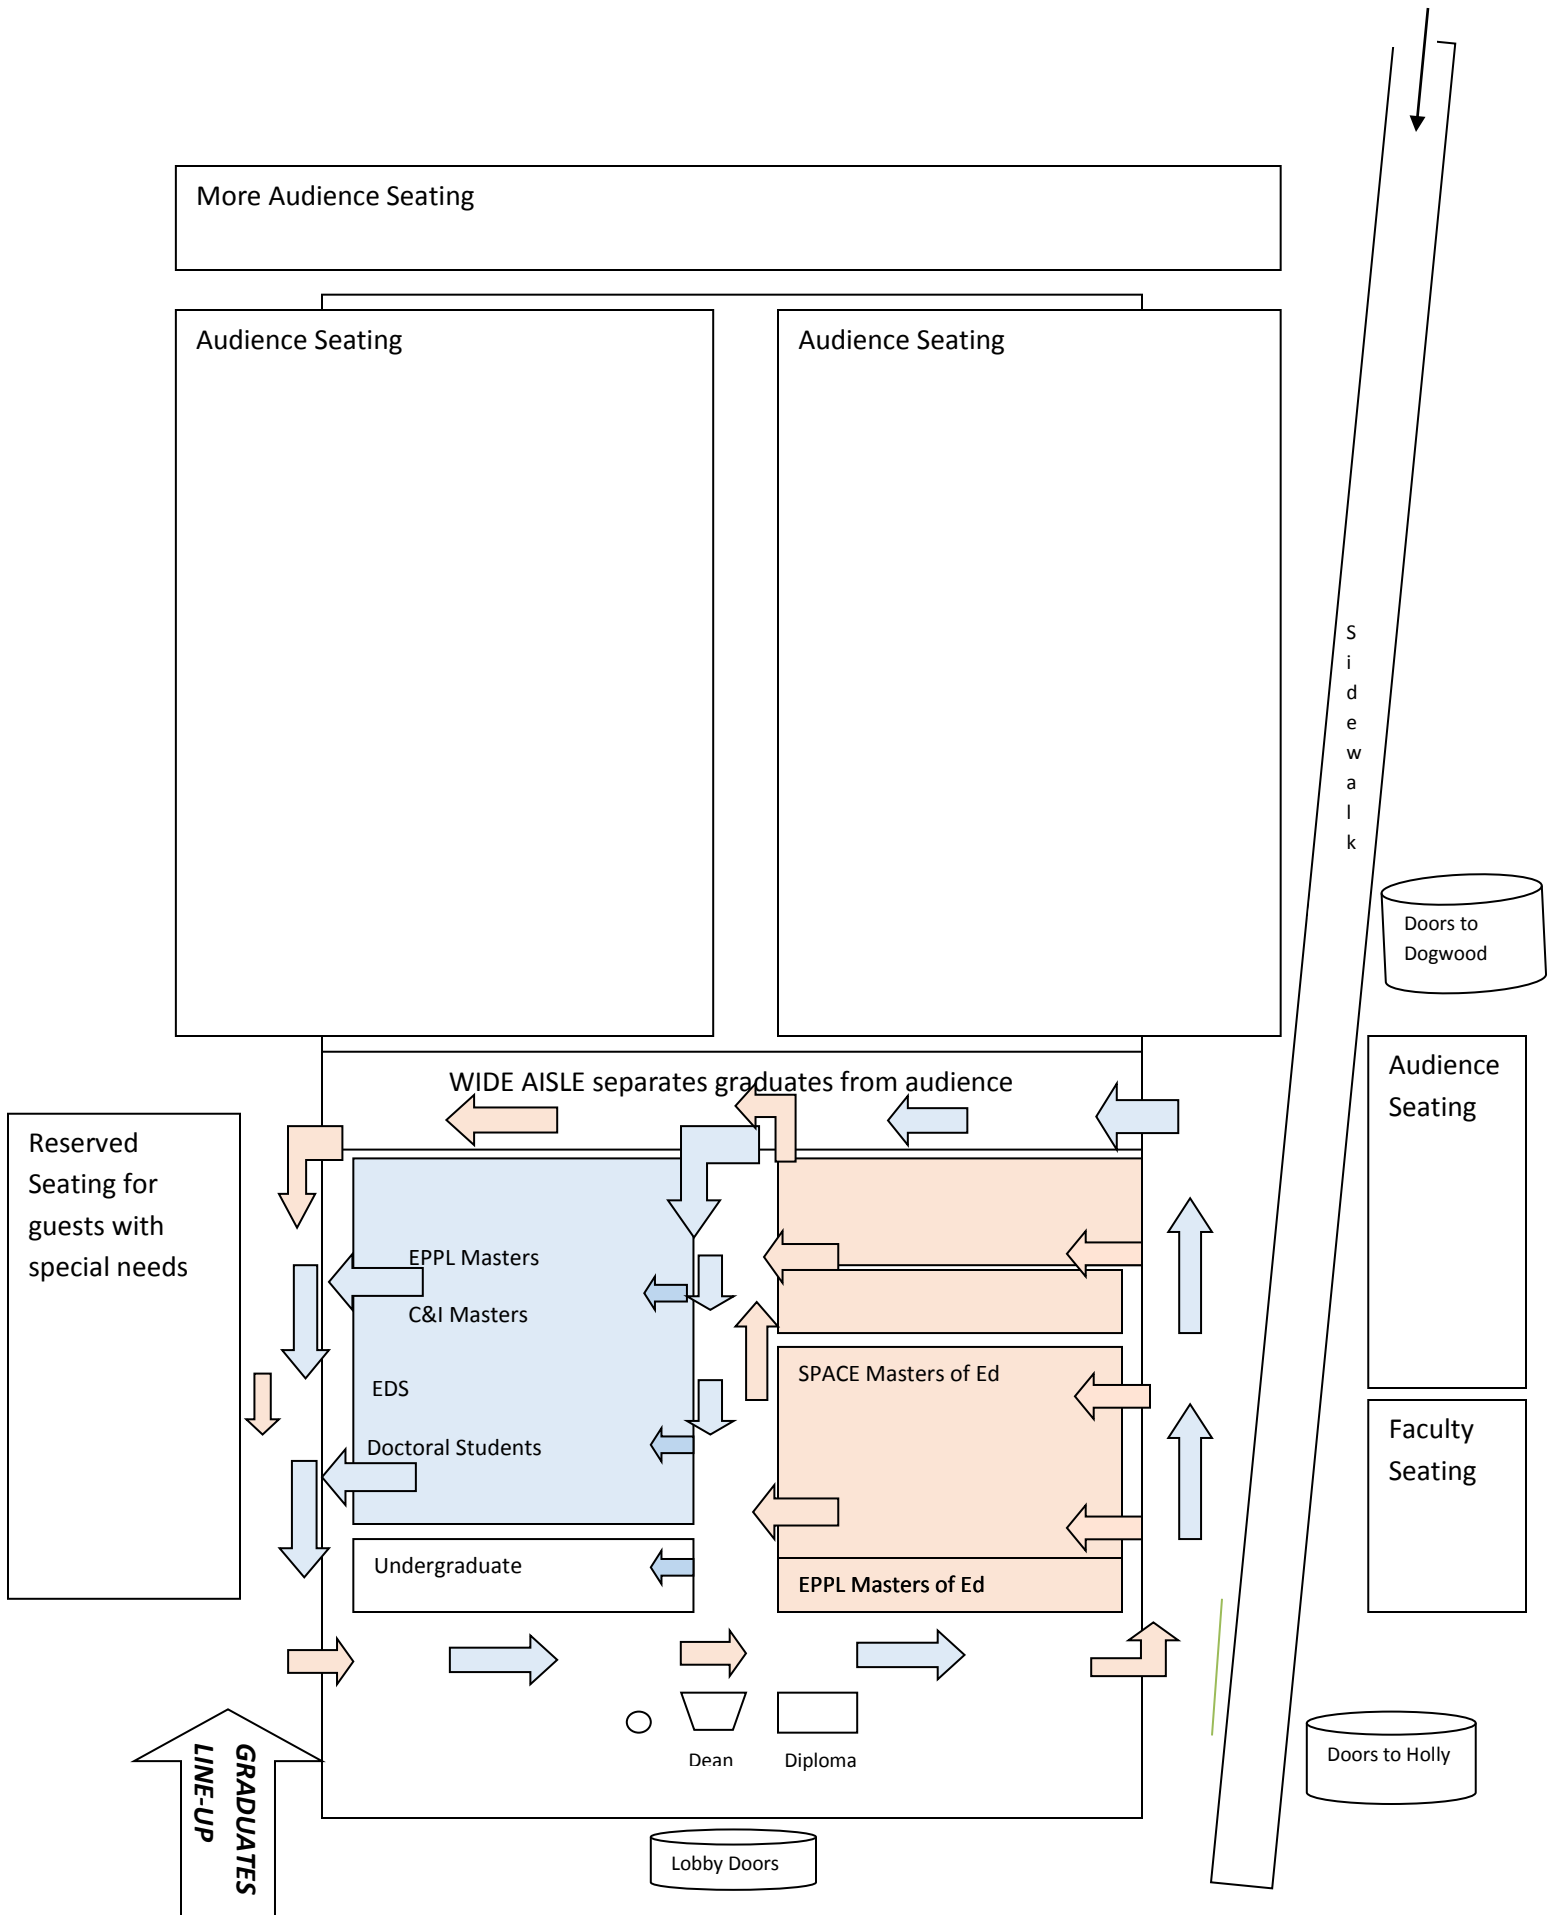 More Audience Seating
Audience Seating
Audience Seating
S
i
d
e
w
a
l
k
Doors to
Dogwood
WIDE AISLE separates graduates from audience
Audience
Seating
Reserved
Seating for
guests with
special needs
EPPL Masters
C&I Masters
EDS
Doctoral Students
SPACE Masters of Ed
Faculty
Seating
Undergraduate
EPPL Masters of Ed
GRADUATES
LINE-UP
Dean
Diploma
Doors to Holly
Lobby Doors